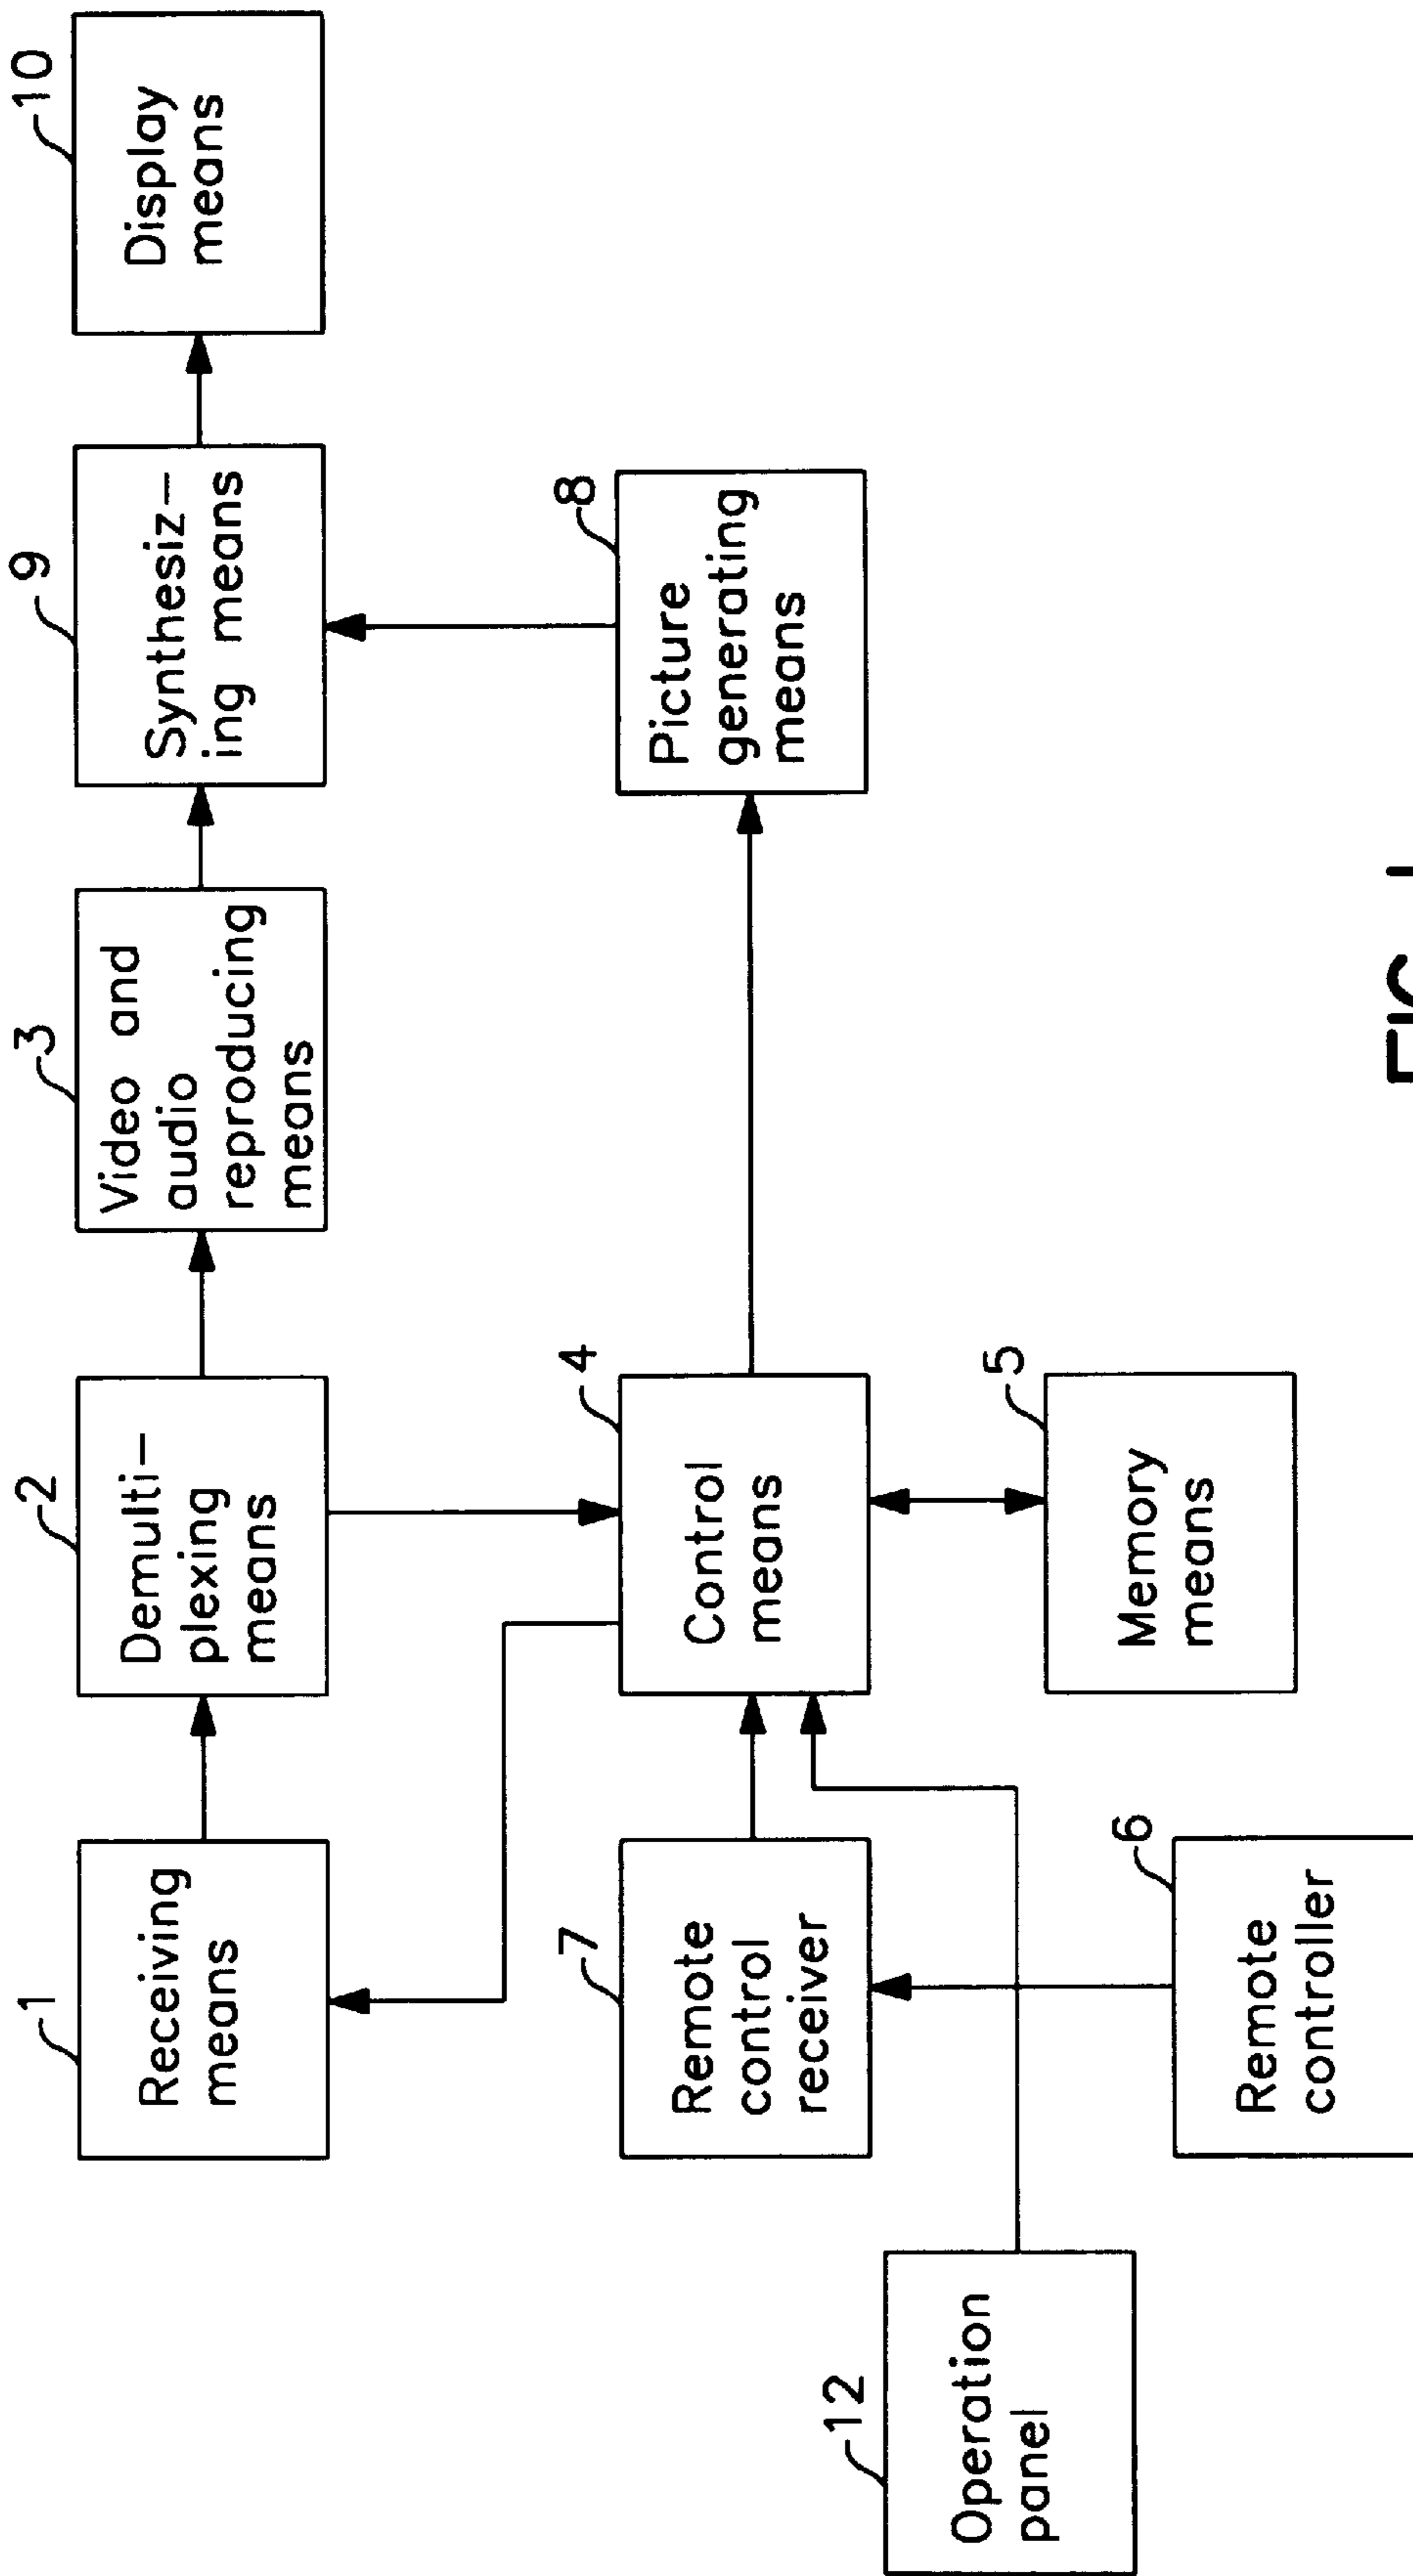 1
Receiving
means
2
Demulti-
plexing
means
3
Video and
audio
reproducing
means
9
Synthesiz-
ing means
10
Display
means
7
Remote
control
receiver
4
Control
means
8
Picture
generating
means
12
Operation
panel
6
Remote
controller
5
Memory
means